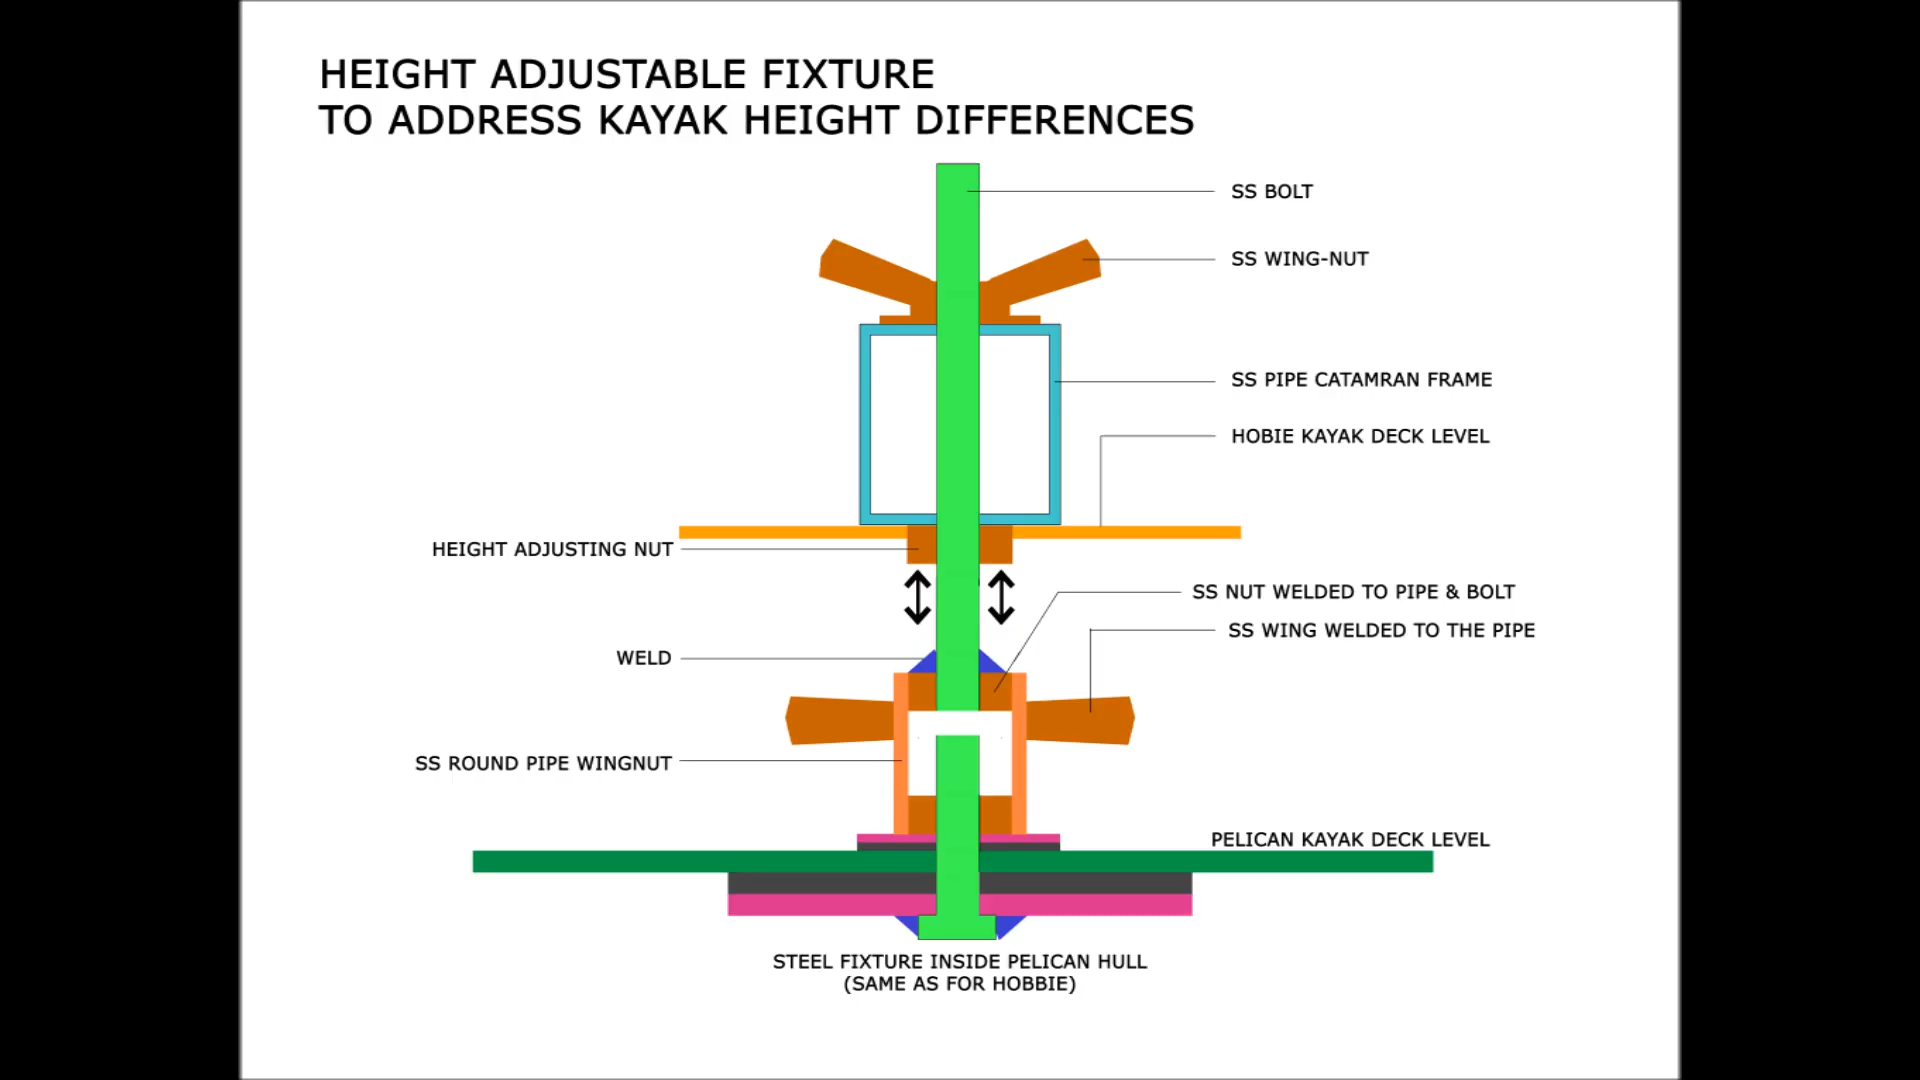 HEIGHT ADJUSTABLE FIXTURE
TO ADDRESS KAYAK HEIGHT DIFFERENCES
SS BOLT
SS WING-NUT
SS PIPE CATAMRAN FRAME
HOBIE KAYAK DECK LEVEL
HEIGHT ADJUSTING NUT
SS NUT WELDED TO PIPE & BOLT
SS WING WELDED TO THE PIPE
WELD
SS ROUND PIPE WINGNUT
PELICAN KAYAK DECK LEVEL
STEEL FIXTURE INSIDE PELICAN HULL
(SAME AS FOR HOBBIE)